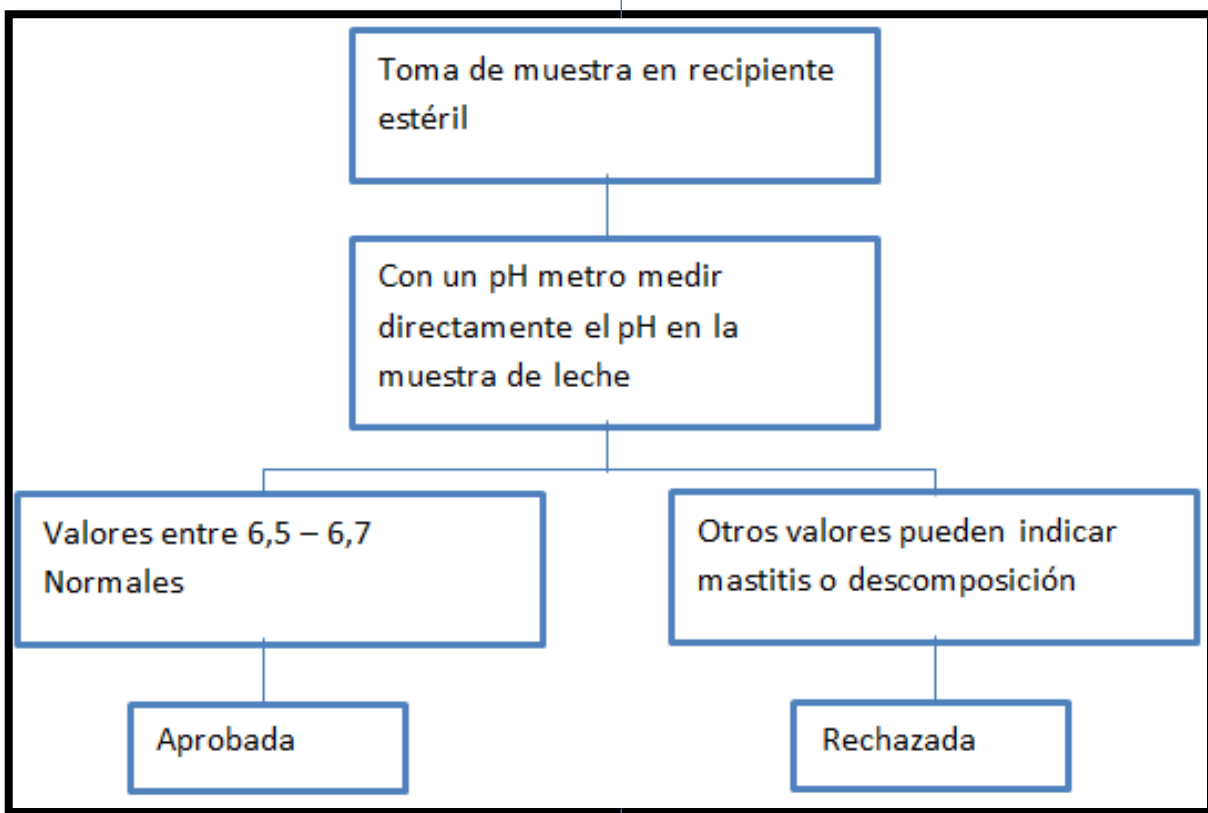 Toma de muestra en recipiente
estéril
Con un pH metro medir
directamente el pH en la
muestra de leche
Valores entre 6,5 – 6,7
Normales
Otros valores pueden indicar
mastitis o descomposición
Aprobada
Rechazada